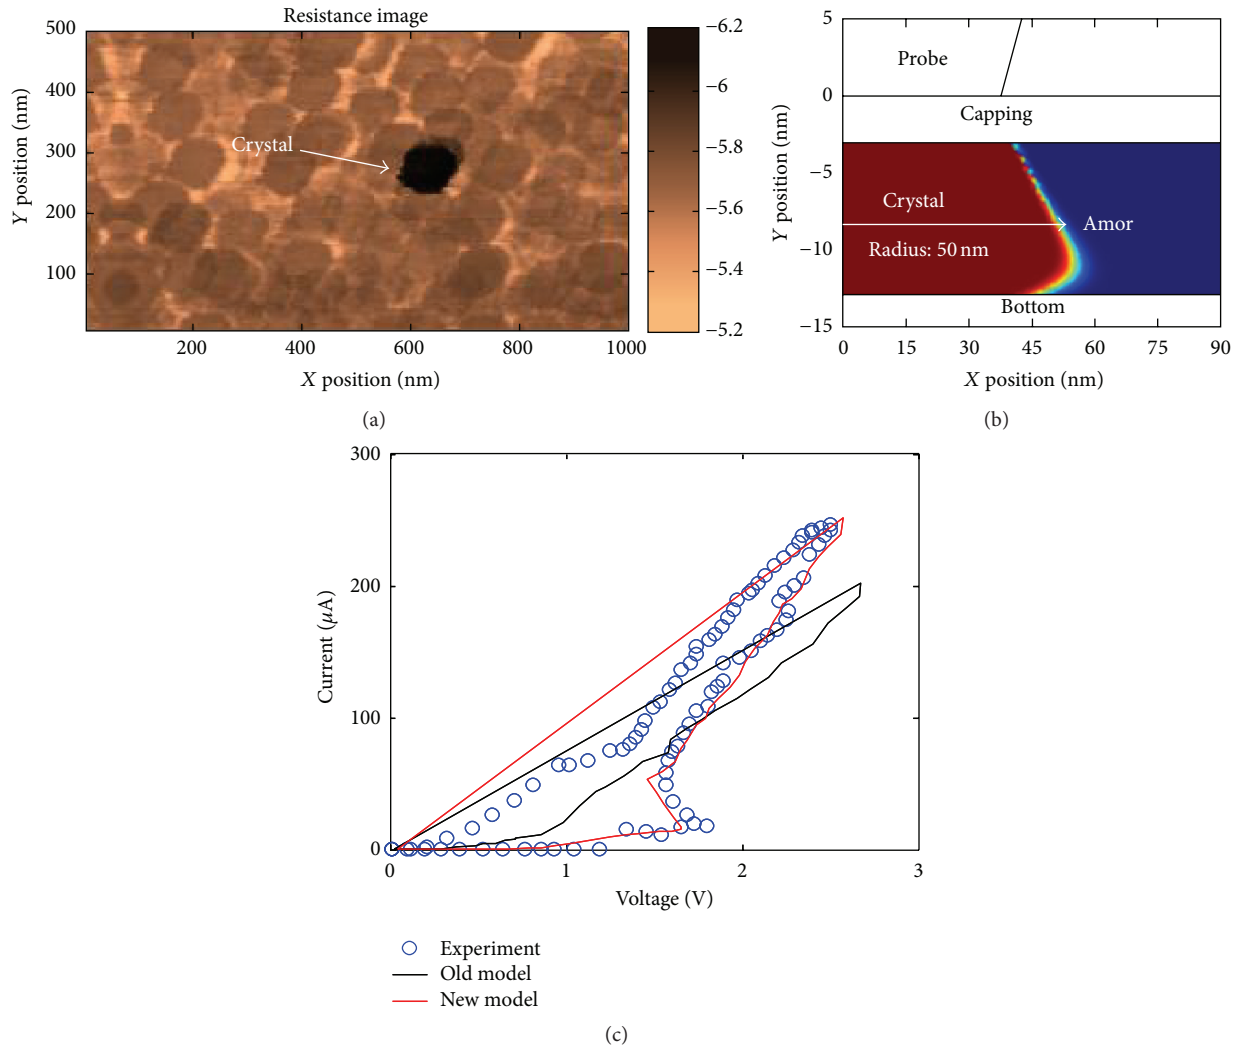 Resistance image
500
400
300
200
100
Y position (nm)
Crystal
200
400
600
800
1000
X position (nm)
−6.2
−6
−5.8
−5.6
−5.4
−5.2
(a)
5
0
−5
−10
−15
Y position (nm)
Probe
Capping
Crystal
Amor
Radius: 50 nm
Bottom
0
15
30
45
60
75
90
X position (nm)
(b)
300
200
100
0
Current (μA)
0
1
2
3
Voltage (V)
Experiment
Old model
New model
(c)